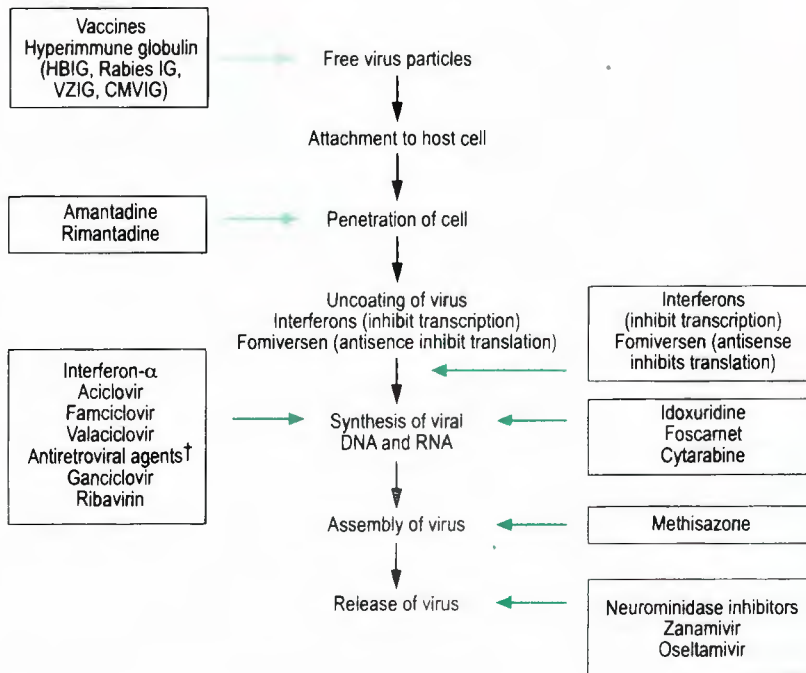 Vaccines
Hyperimmune globulin
(HBIG, Rabies IG,
VZIG, CMVIG)
Free virus particles
Attachment to host cell
Amantadine
Rimantadine
Penetration of cell
Uncoating of virus
Interferons (inhibit transcription)
Fomiversen (antisence inhibit translation)
Interferons
(inhibit transcription)
Fomiversen (antisense
inhibits translation)
Interferon-α
Aciclovir
Famciclovir
Valaciclovir
Antiretroviral agents†
Ganciclovir
Ribavirin
Synthesis of viral
DNA and RNA
Idoxuridine
Foscarnet
Cytarabine
Assembly of virus
Methisazone
Release of virus
Neurominidase inhibitors
Zanamivir
Oseltamivir